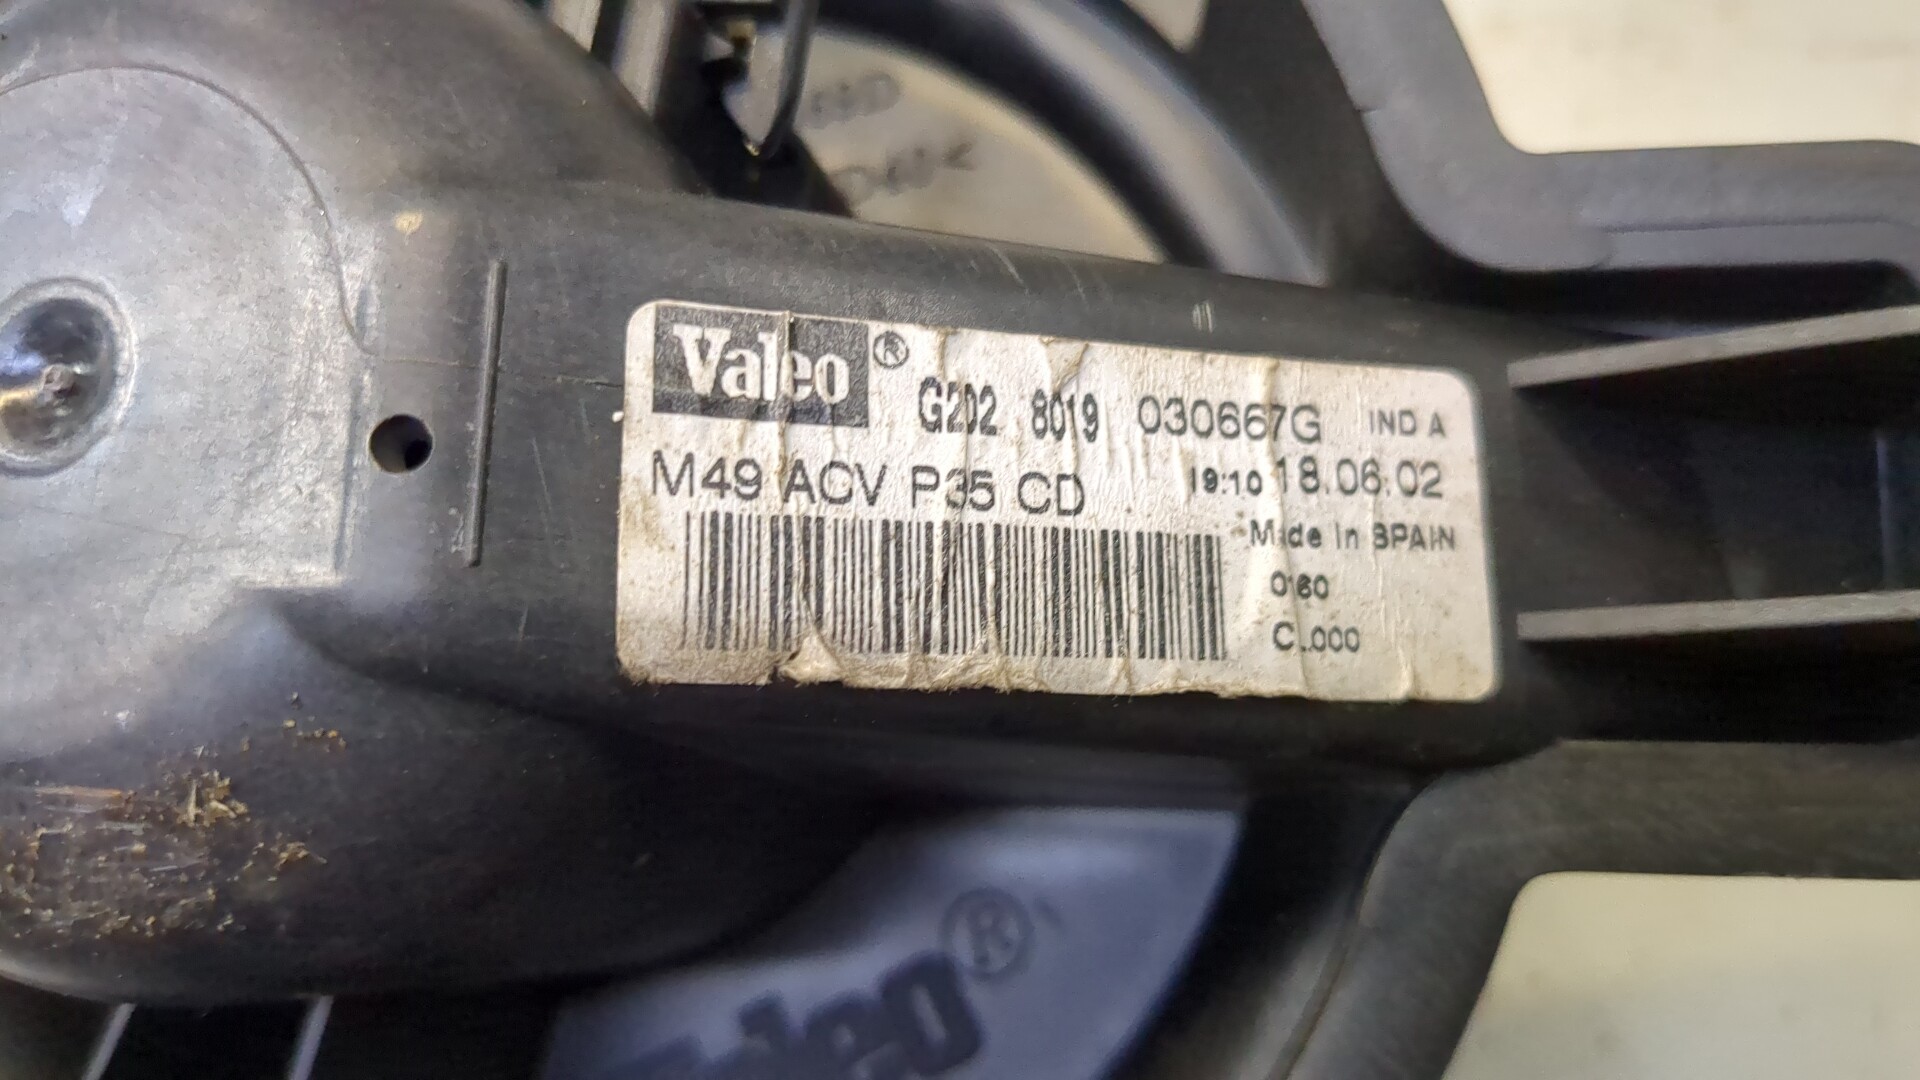 Valeo® G202 8019 030667G IND A
M49 ACV P35 CD 19:10 18.06.02
Made in SPAIN
0160
C.000
Valeo®